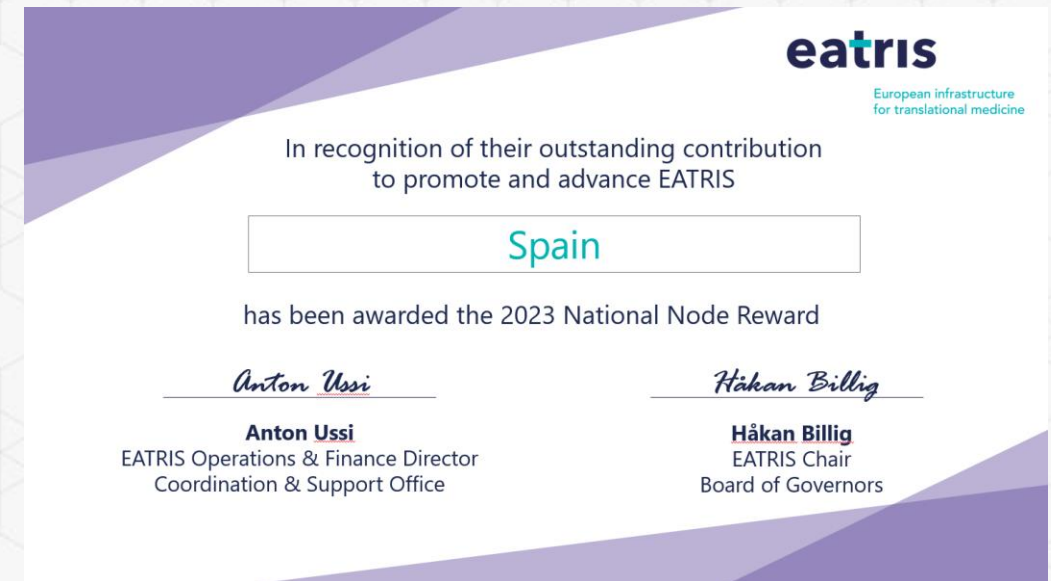 eatris
European infrastructure
for translational medicine
In recognition of their outstanding contribution
to promote and advance EATRIS
Spain
has been awarded the 2023 National Node Reward
Anton Ussi
Anton Ussi
EATRIS Operations & Finance Director
Coordination & Support Office
Håkan Billig
Håkan Billig
EATRIS Chair
Board of Governors